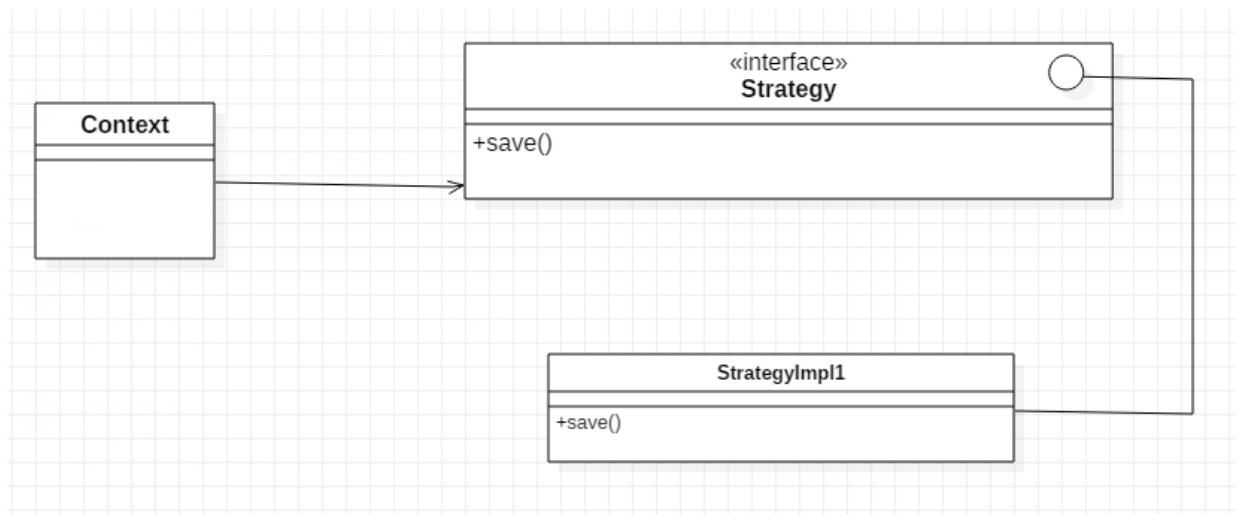 Context
«interface»
Strategy
+save()
StrategyImpl1
+save()